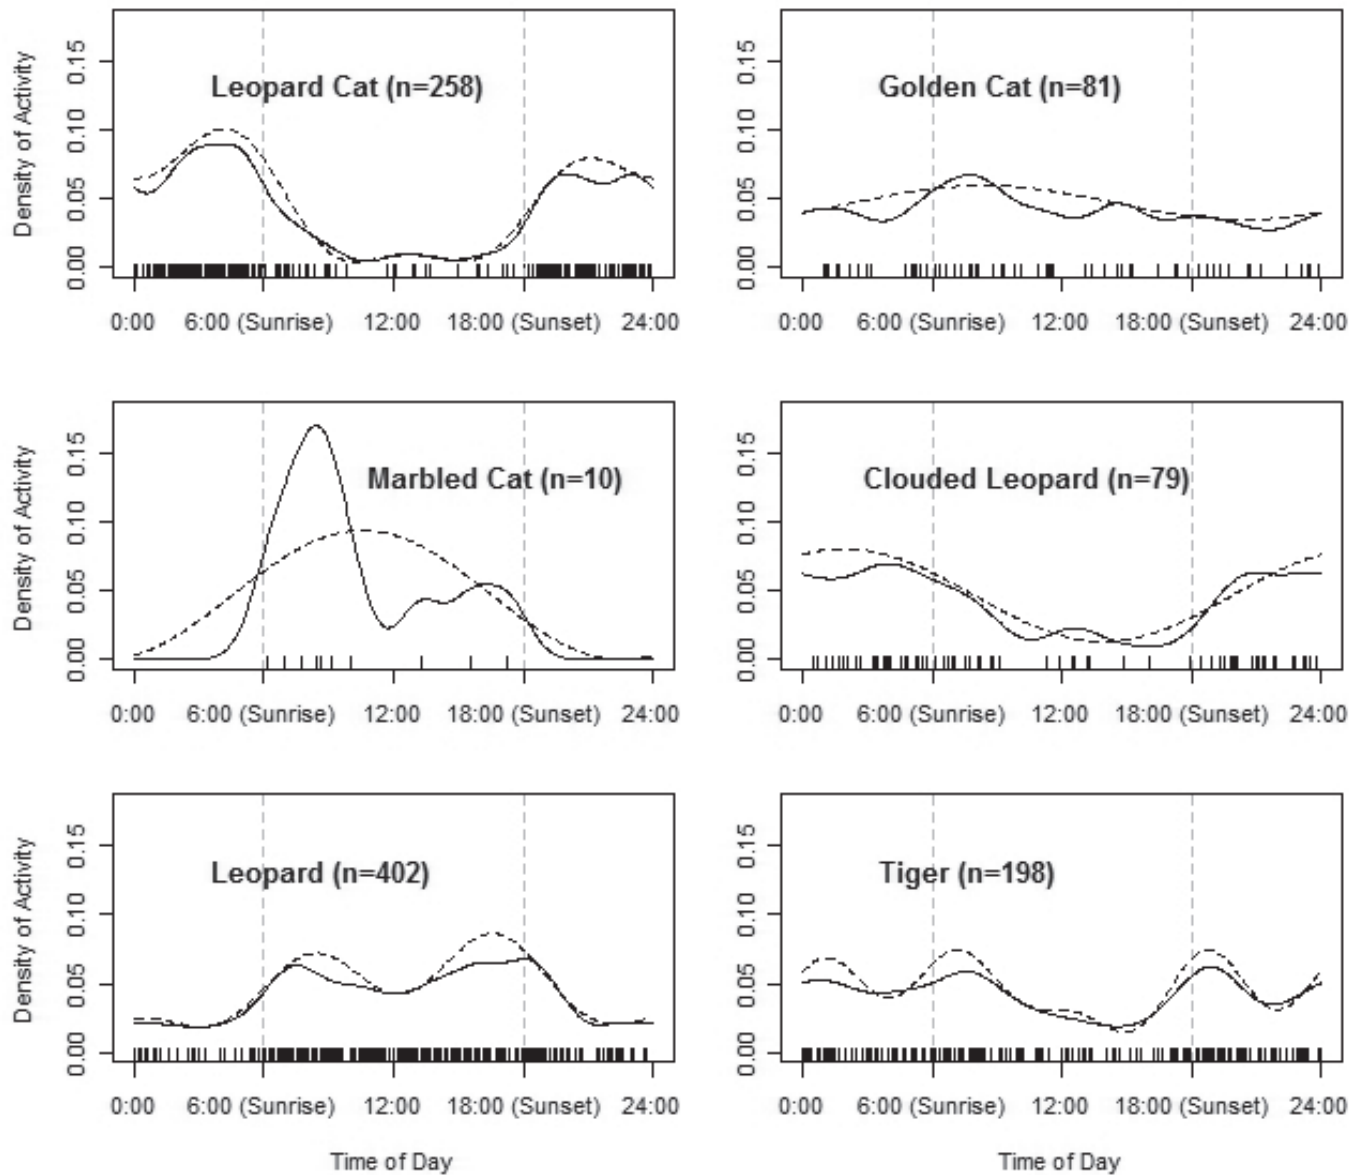 Density of Activity
0.00 0.05 0.10 0.15
Leopard Cat (n=258)
0:00 6:00 (Sunrise) 12:00 18:00 (Sunset) 24:00
0.00 0.05 0.10 0.15
Golden Cat (n=81)
0:00 6:00 (Sunrise) 12:00 18:00 (Sunset) 24:00
Density of Activity
0.00 0.05 0.10 0.15
Marbled Cat (n=10)
0:00 6:00 (Sunrise) 12:00 18:00 (Sunset) 24:00
0.00 0.05 0.10 0.15
Clouded Leopard (n=79)
0:00 6:00 (Sunrise) 12:00 18:00 (Sunset) 24:00
Density of Activity
0.00 0.05 0.10 0.15
Leopard (n=402)
0:00 6:00 (Sunrise) 12:00 18:00 (Sunset) 24:00
Time of Day
0.00 0.05 0.10 0.15
Tiger (n=198)
0:00 6:00 (Sunrise) 12:00 18:00 (Sunset) 24:00
Time of Day